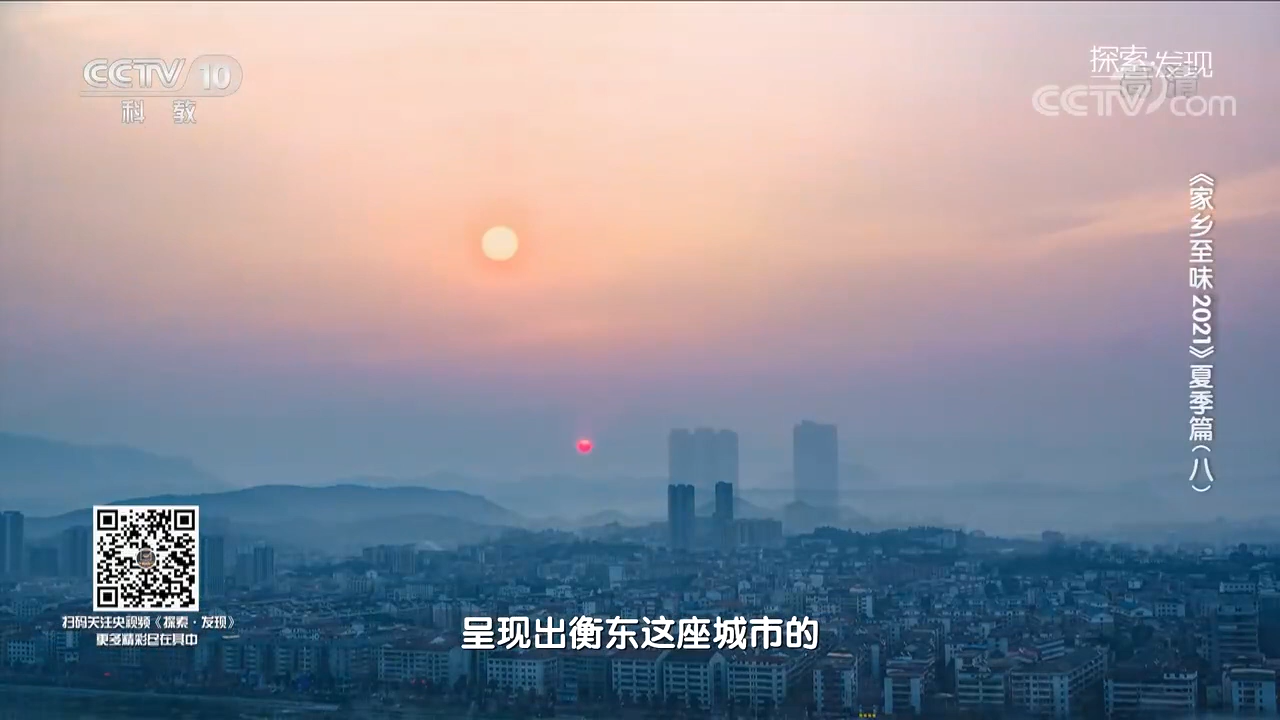 CCTV 10
科 教
探索·发现
高清
CCTV.com
《家乡至味2021》夏季篇（八）
扫码关注央视频《探索·发现》
更多精彩尽在其中
呈现出衡东这座城市的